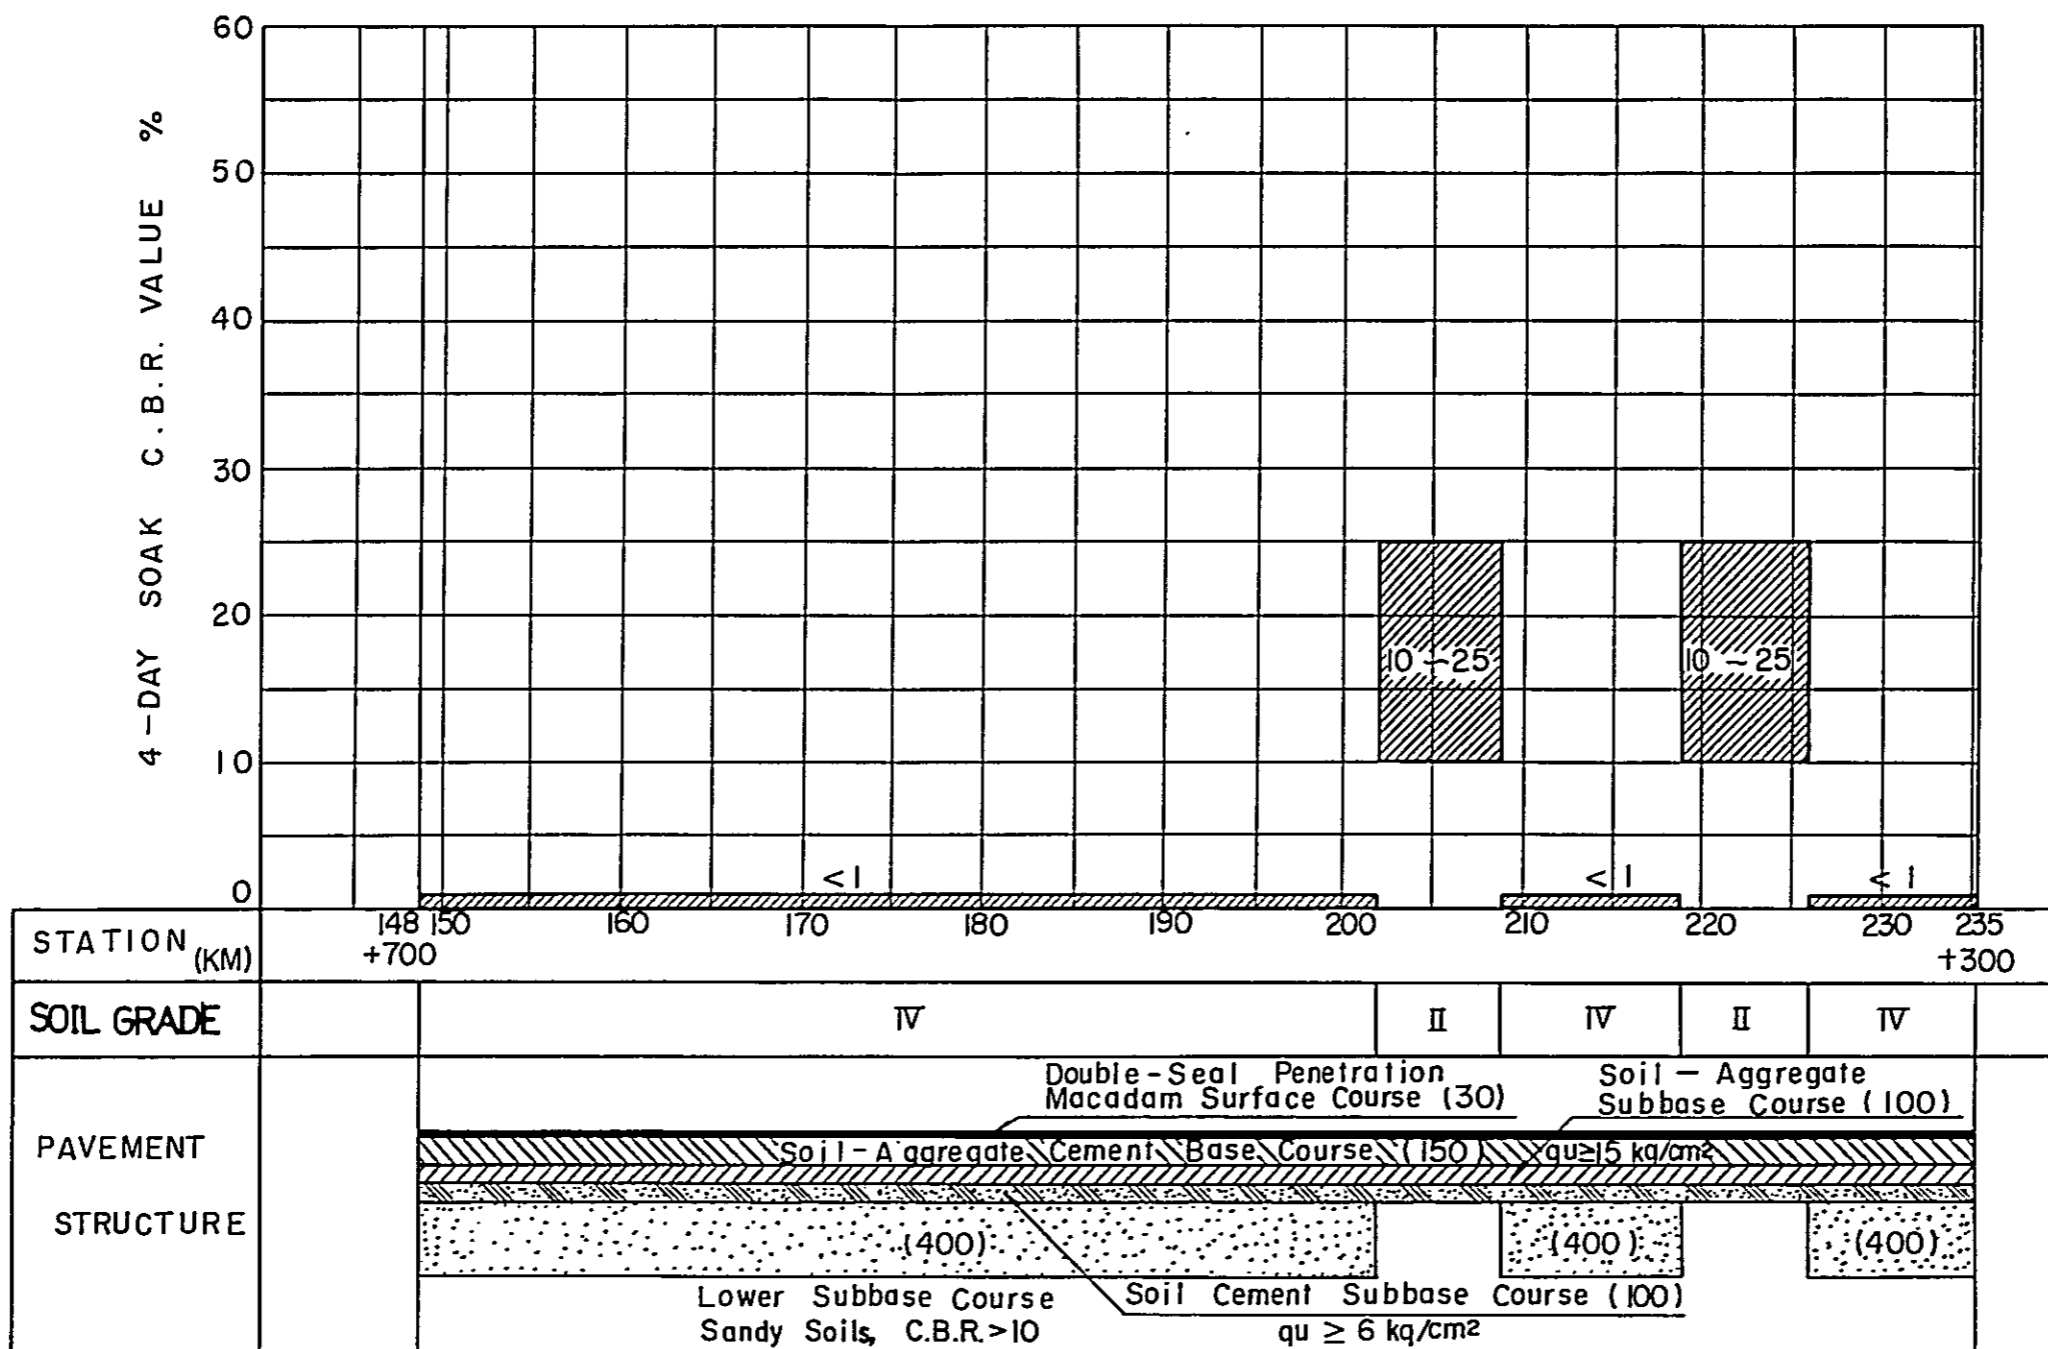 60
50
40
30
20
10
0
4-DAY SOAK C.B.R. VALUE %
10 ~ 25
10 ~ 25
< 1
< 1
< 1
STATION (KM)
148 150 160 170 180 190 200 210 220 230 235
+700 +300
SOIL GRADE
IV II IV II IV
PAVEMENT
STRUCTURE
Double-Seal Penetration
Macadam Surface Course (30)
Soil - Aggregate
Subbase Course (100)
Soil-Aggregate Cement Base Course (150) qu≥15 kg/cm²
(400)
(400)
(400)
Lower Subbase Course
Sandy Soils, C.B.R.>10
Soil Cement Subbase Course (100)
qu ≥ 6 kg/cm²